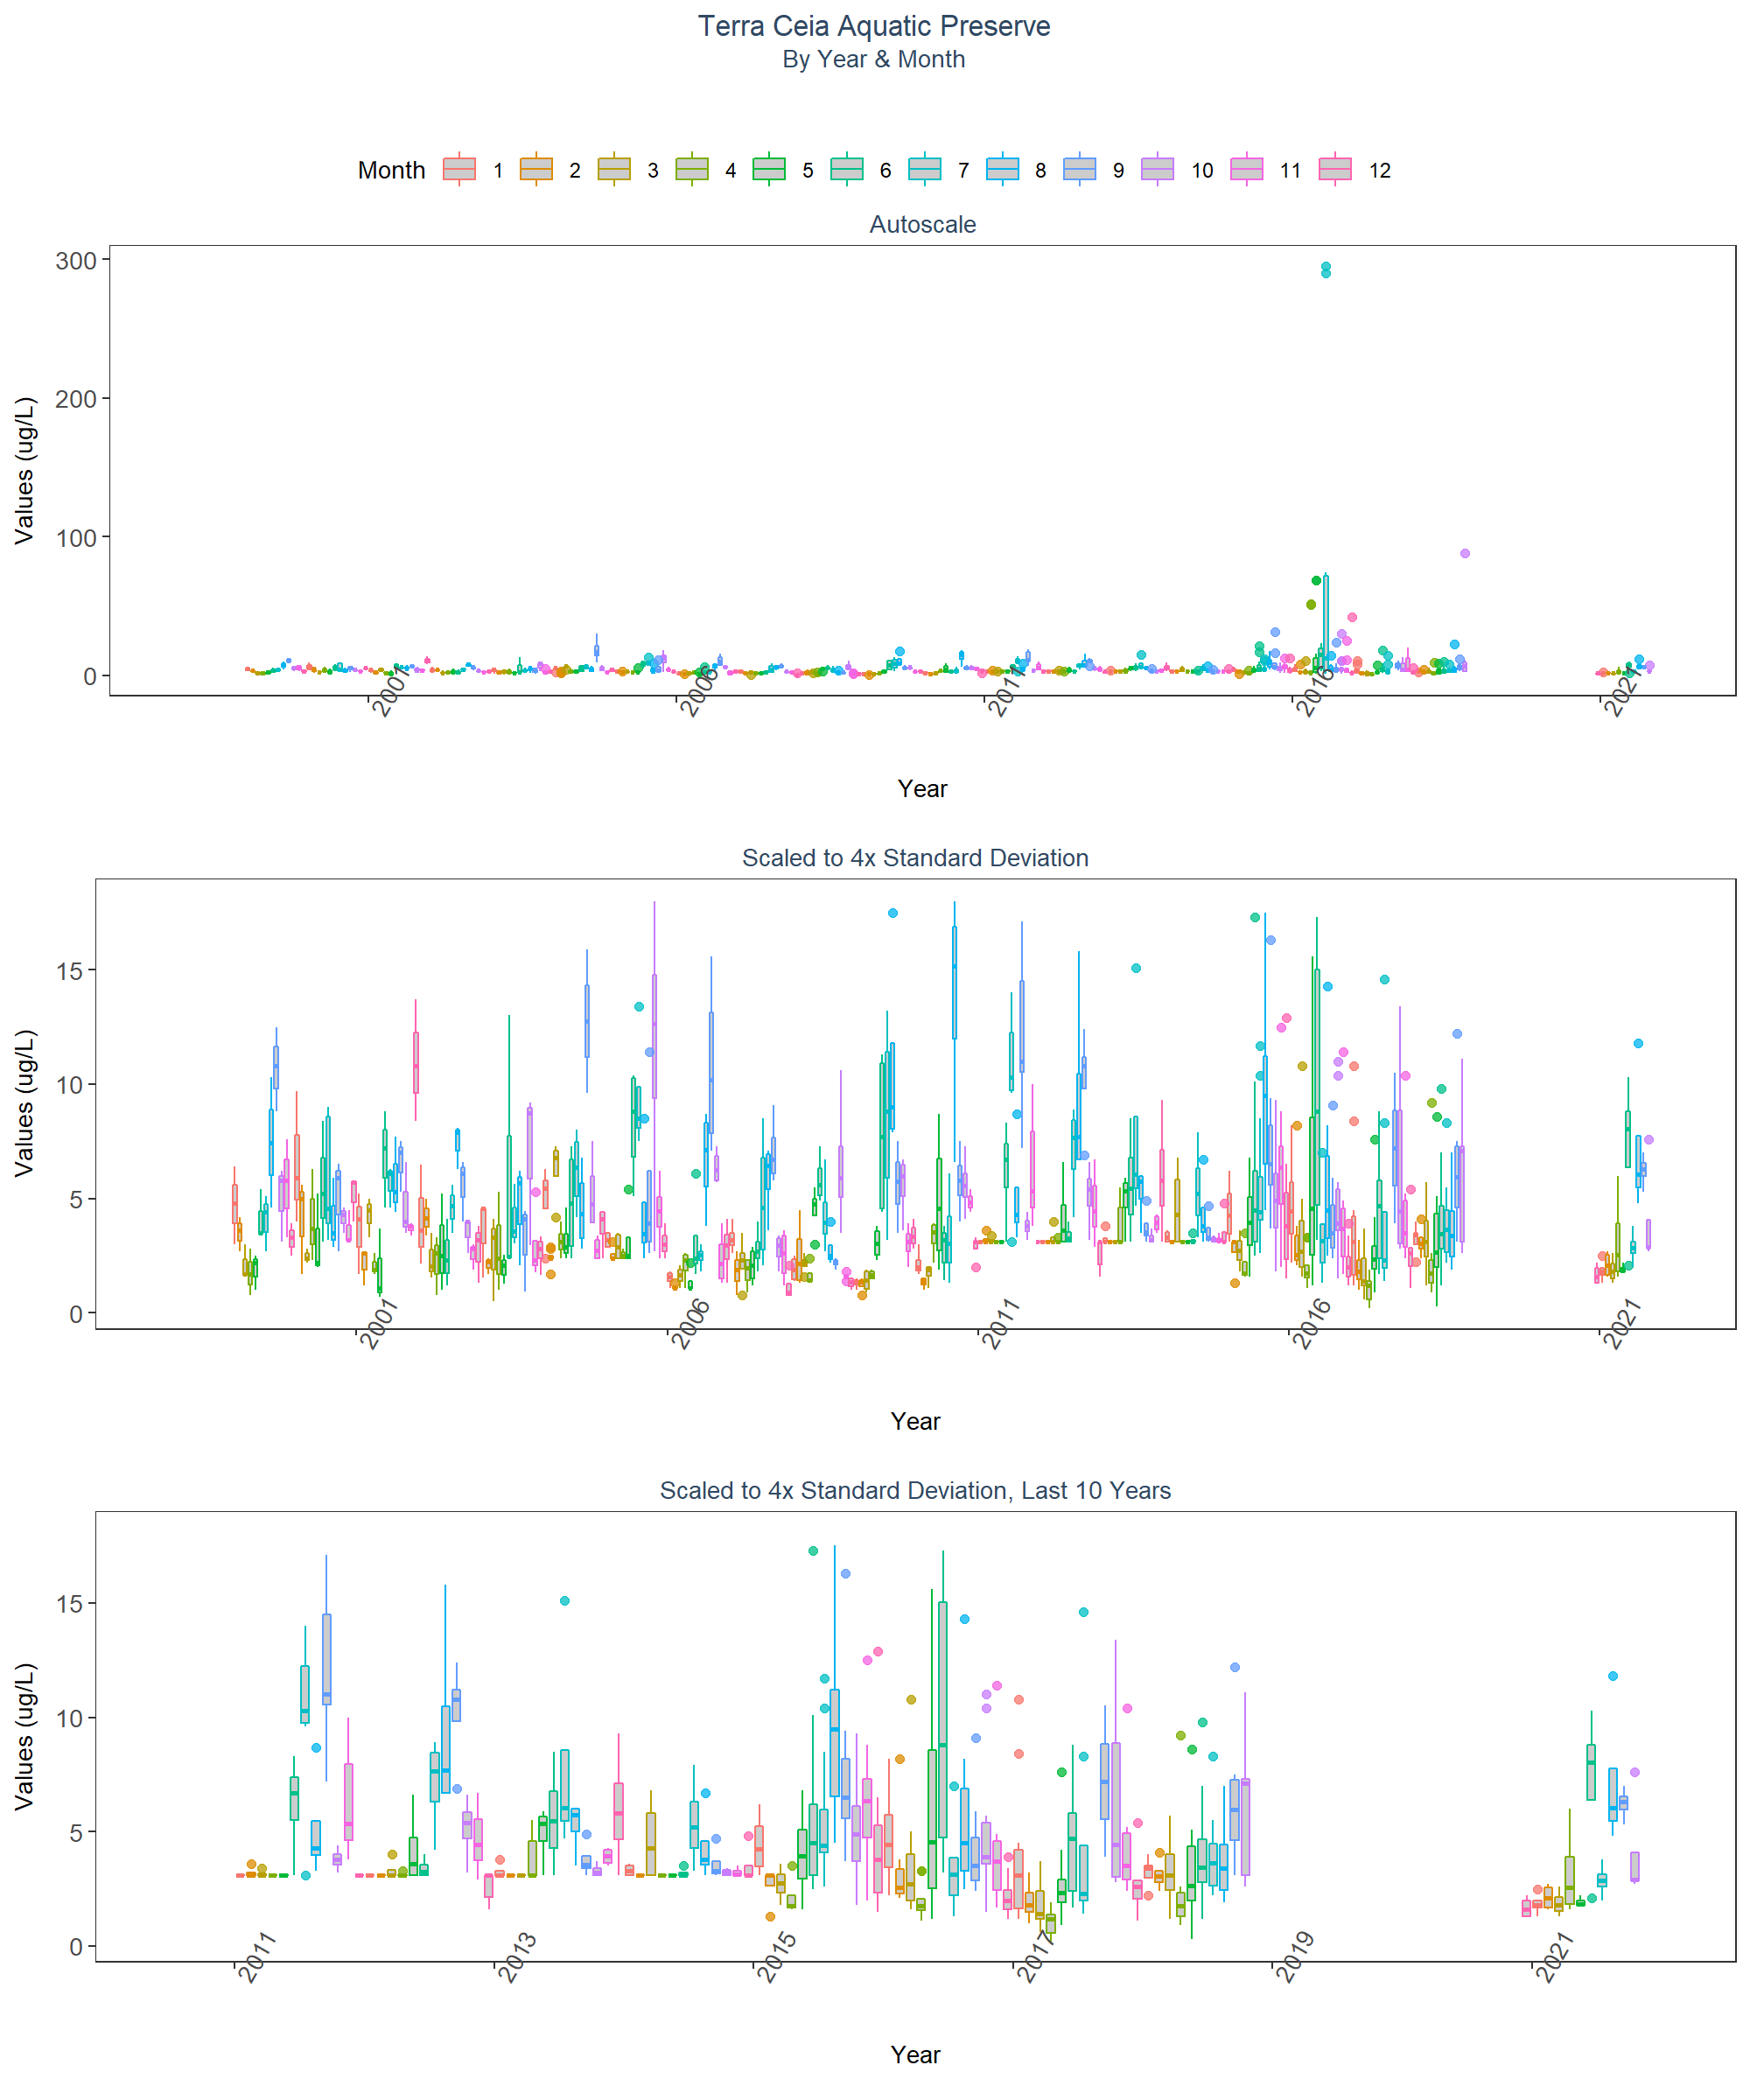 Terra Ceia Aquatic Preserve
By Year & Month
Month 1 2 3 4 5 6 7 8 9 10 11 12
Autoscale
Values (ug/L)
300
200
100
0
2001 2006 2011 2016 2021
Year
Scaled to 4x Standard Deviation
Values (ug/L)
15
10
5
0
2001 2006 2011 2016 2021
Year
Scaled to 4x Standard Deviation, Last 10 Years
Values (ug/L)
15
10
5
0
2011 2013 2015 2017 2019 2021
Year